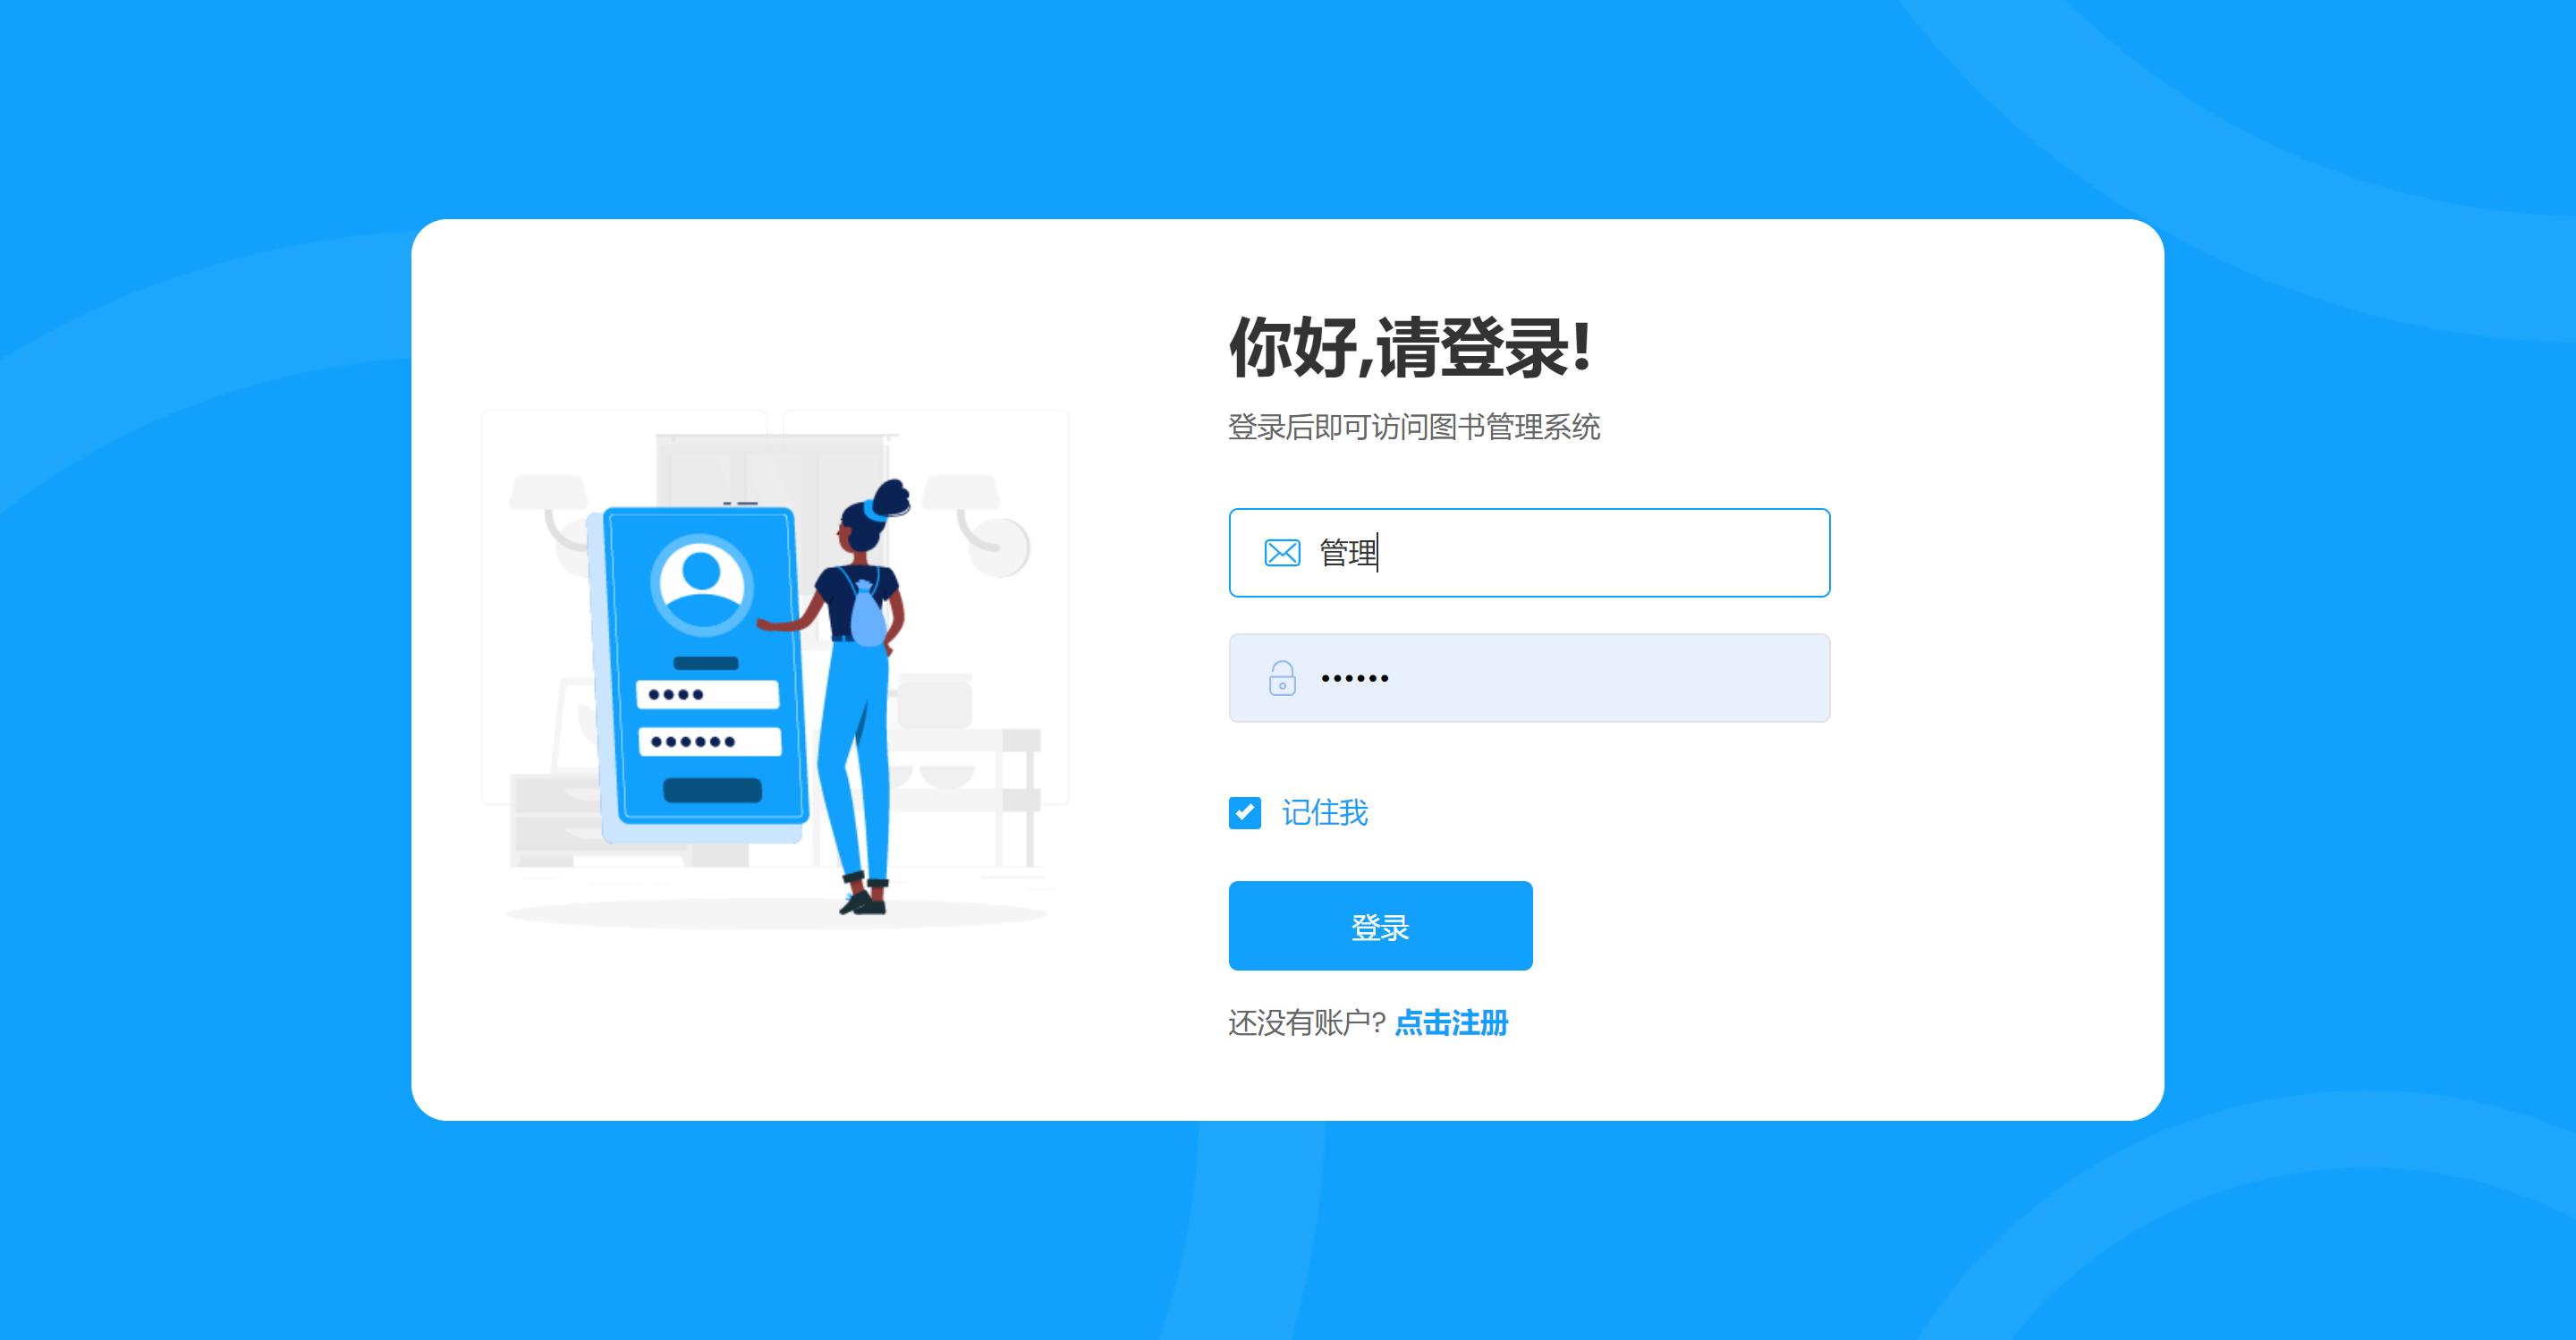 你好,请登录!
登录后即可访问图书管理系统
管理
••••••
记住我
登录
还没有账户? 点击注册